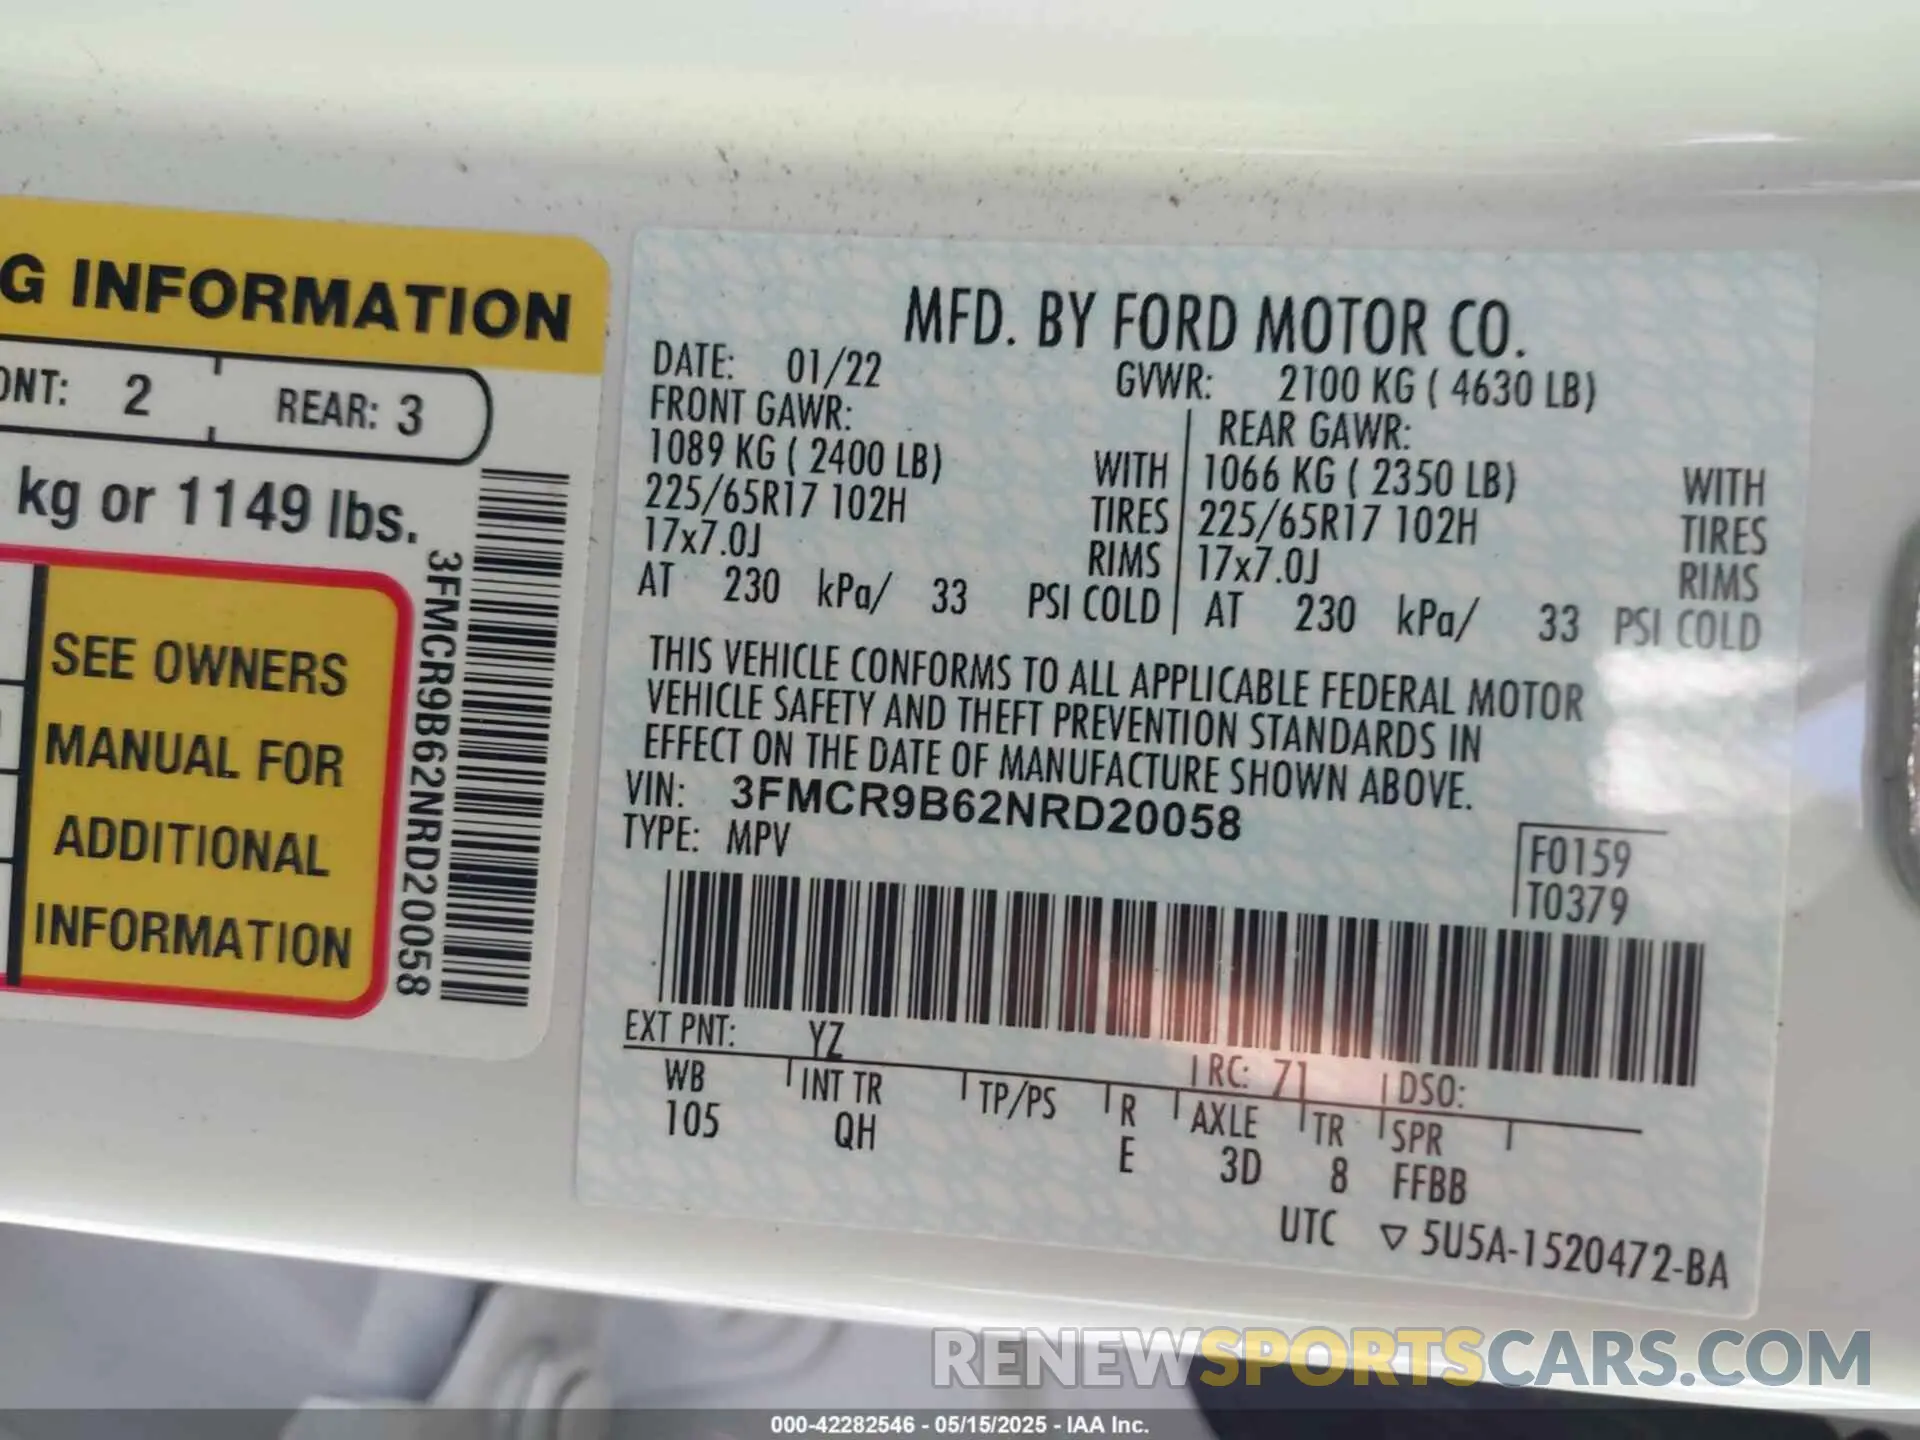 G INFORMATION
ONT: 2 REAR: 3
kg or 1149 lbs.
SEE OWNERS
MANUAL FOR
ADDITIONAL
INFORMATION
3FMCR9B62NRD20058
MFD. BY FORD MOTOR CO.
DATE: 01/22 GVWR: 2100 KG ( 4630 LB)
FRONT GAWR: REAR GAWR:
1089 KG ( 2400 LB) WITH 1066 KG ( 2350 LB) WITH
225/65R17 102H TIRES 225/65R17 102H TIRES
17x7.0J RIMS 17x7.0J RIMS
AT 230 kPa/ 33 PSI COLD AT 230 kPa/ 33 PSI COLD
THIS VEHICLE CONFORMS TO ALL APPLICABLE FEDERAL MOTOR
VEHICLE SAFETY AND THEFT PREVENTION STANDARDS IN
EFFECT ON THE DATE OF MANUFACTURE SHOWN ABOVE.
VIN: 3FMCR9B62NRD20058
TYPE: MPV
F0159
T0379
EXT PNT: YZ RC: 71 DSO:
WB INT TR TP/PS R AXLE TR SPR
105 QH E 3D 8 FFBB
UTC ▽ 5U5A-1520472-BA
RENEWSPORTSCARS.COM
000-42282546 - 05/15/2025 - IAA Inc.